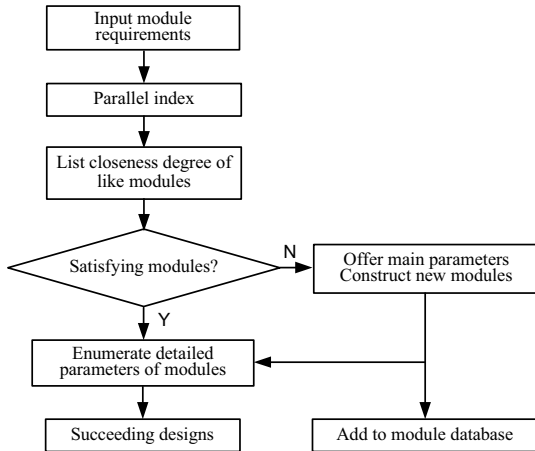 Input module
requirements
Parallel index
List closeness degree of
like modules
Satisfying modules?
N
Offer main parameters
Construct new modules
Y
Enumerate detailed
parameters of modules
Succeeding designs
Add to module database